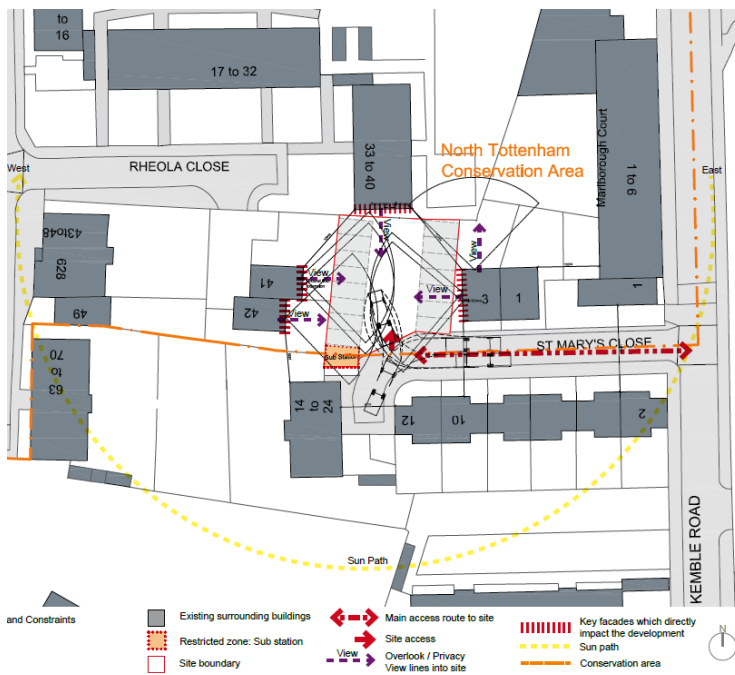 to
16
17 to 32
33 to 40
North Tottenham
Conservation Area
Marlborough Court
1 to 6
West
East
RHEOLA CLOSE
43to48
628
49
41
42
View
View
View
View
View
3
1
1
Sub Station
ST MARY'S CLOSE
70
to
63
14
to
24
12
10
2
KEMBLE ROAD
Sun Path
and Constraints
Existing surrounding buildings
Restricted zone: Sub station
Site boundary
Main access route to site
Site access
View
Overlook / Privacy
View lines into site
Key facades which directly
impact the development
Sun path
Conservation area
N